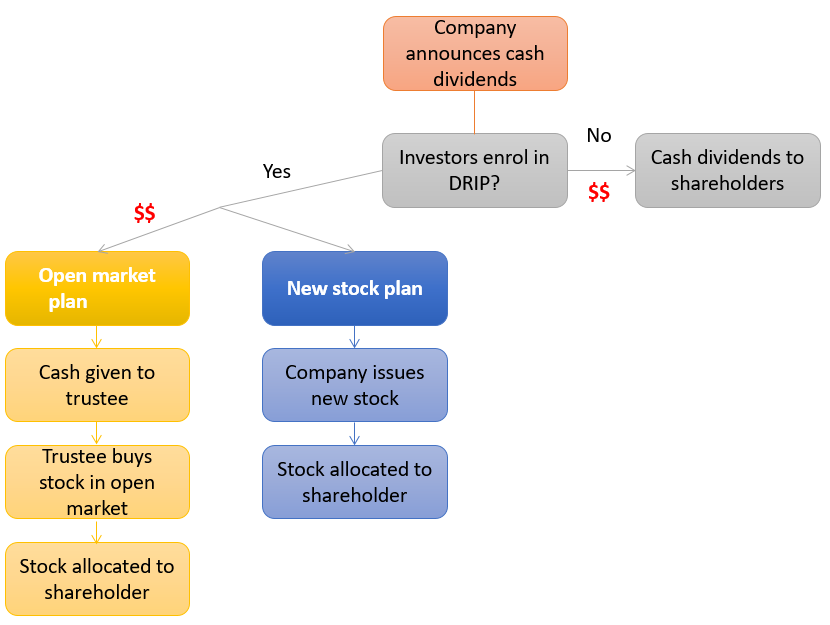 Company
announces cash
dividends
Investors enrol in
DRIP?
No
$$
Cash dividends to
shareholders
Yes
$$
Open market
plan
Cash given to
trustee
Trustee buys
stock in open
market
Stock allocated to
shareholder
New stock plan
Company issues
new stock
Stock allocated to
shareholder